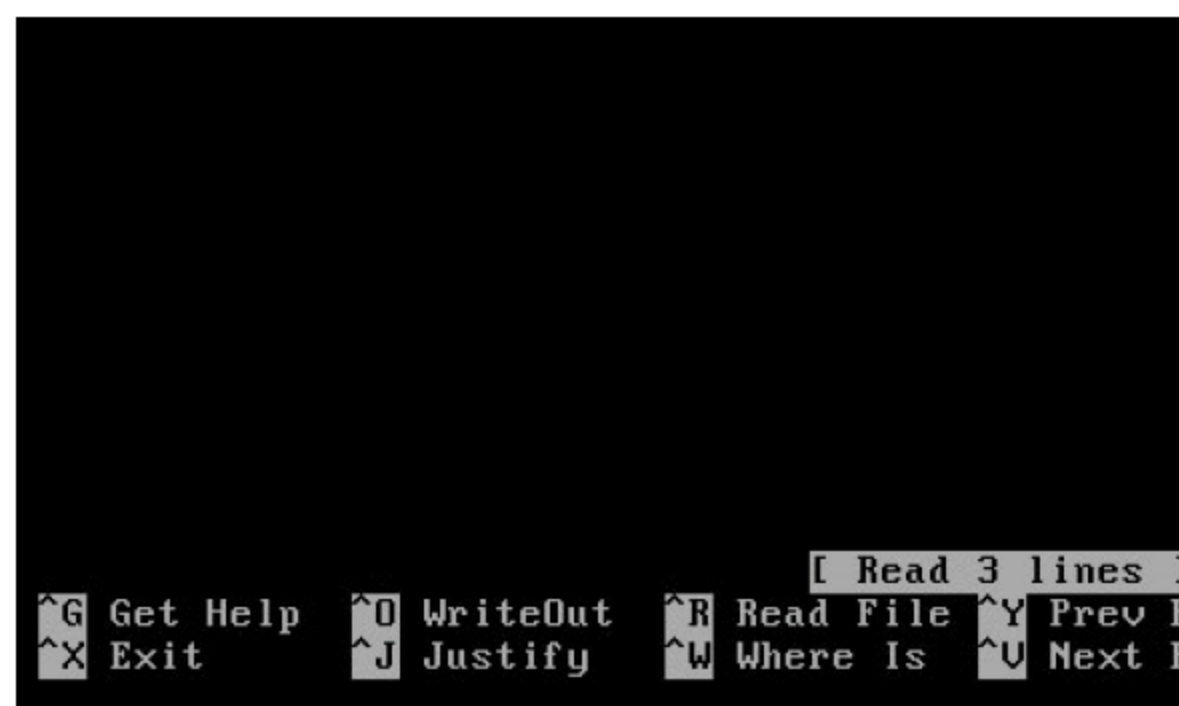 [ Read 3 lines
^G Get Help ^O WriteOut ^R Read File ^Y Prev
^X Exit ^J Justify ^W Where Is ^V Next